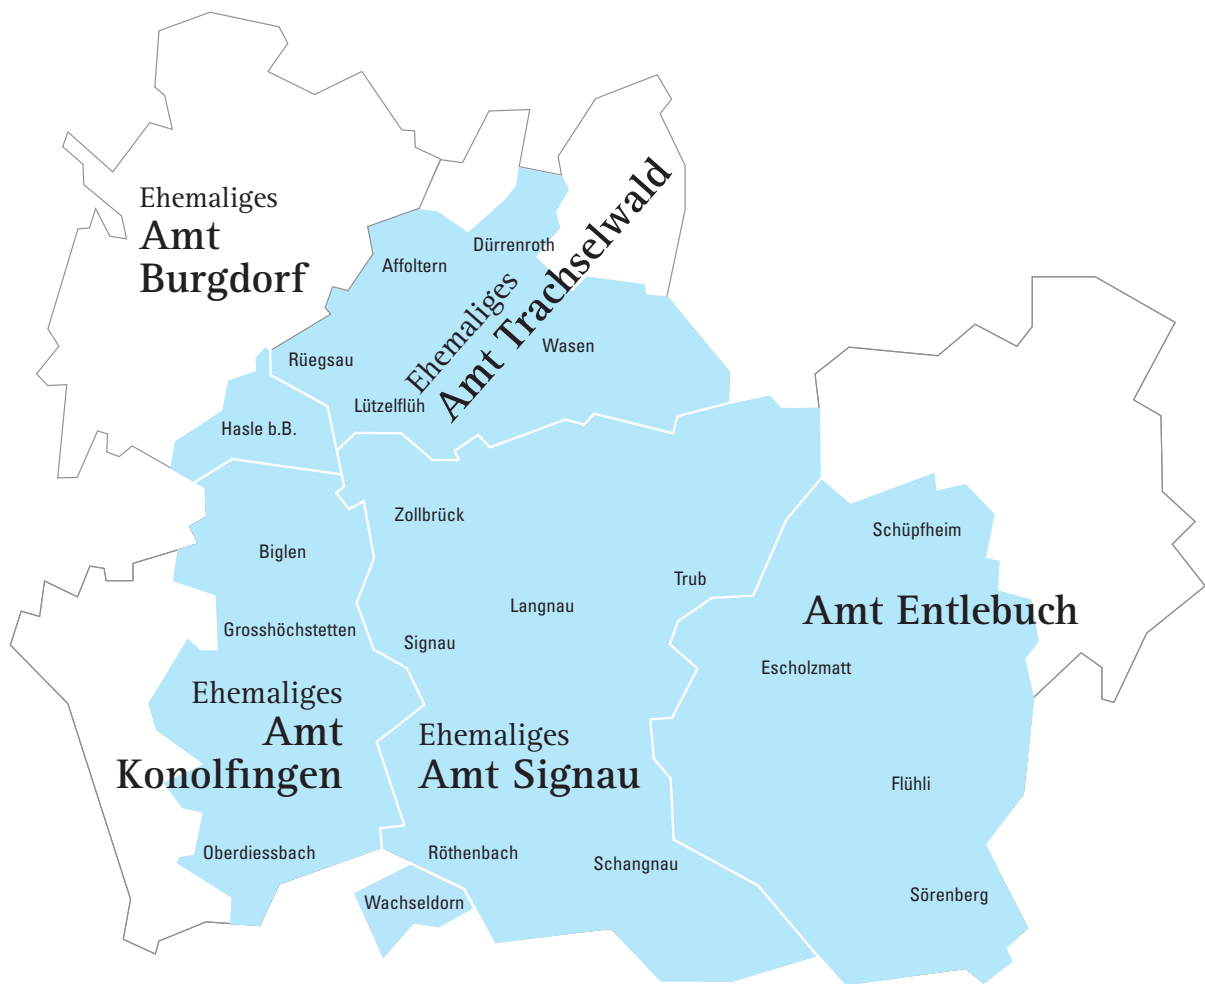 Ehemaliges
Amt
Burgdorf
Ehemaliges
Amt Trachselwald
Dürrenroth
Affoltern
Wasen
Rüegsau
Lützelflüh
Hasle b.B.
Zollbrück
Schüpfheim
Biglen
Trub
Langnau
Amt Entlebuch
Grosshöchstetten
Signau
Escholzmatt
Ehemaliges
Amt
Konolfingen
Ehemaliges
Amt Signau
Flühli
Oberdiessbach
Röthenbach
Schangnau
Sörenberg
Wachseldorn